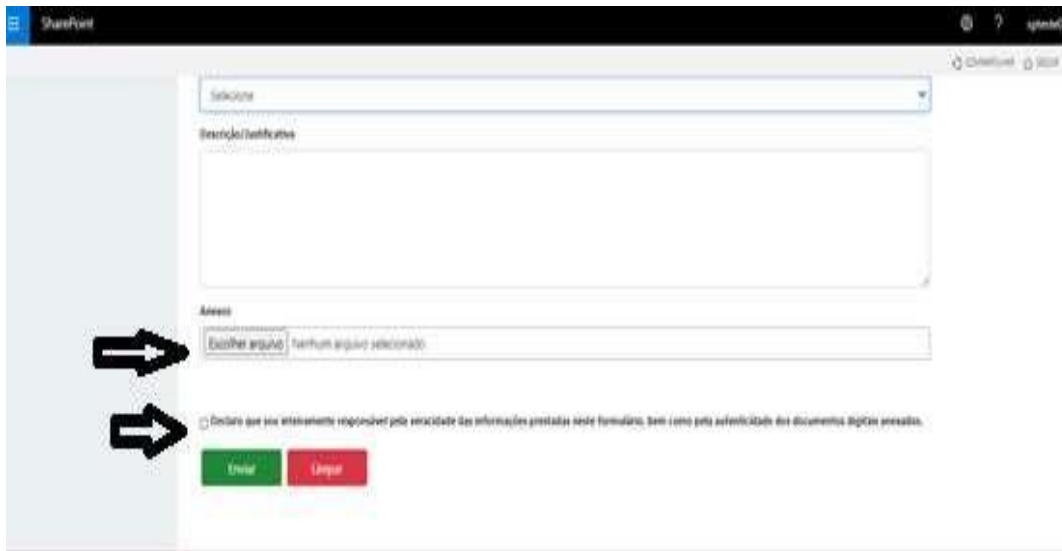 SharePoint
?
Selecione
Descrição/Justificativa
Anexos
Escolher arquivo Nenhum arquivo selecionado
Declaro que sou inteiramente responsável pela veracidade das informações prestadas neste formulário, bem como pela autenticidade dos documentos digitais anexados.
Enviar Limpar